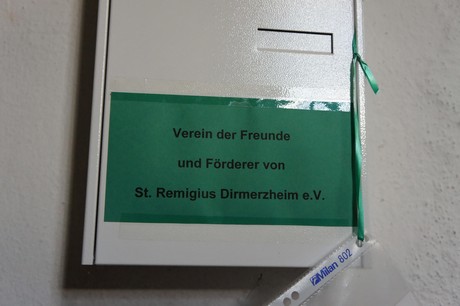 Verein der Freunde
und Förderer von
St. Remigius Dirmerzheim e.V.
Milan 802